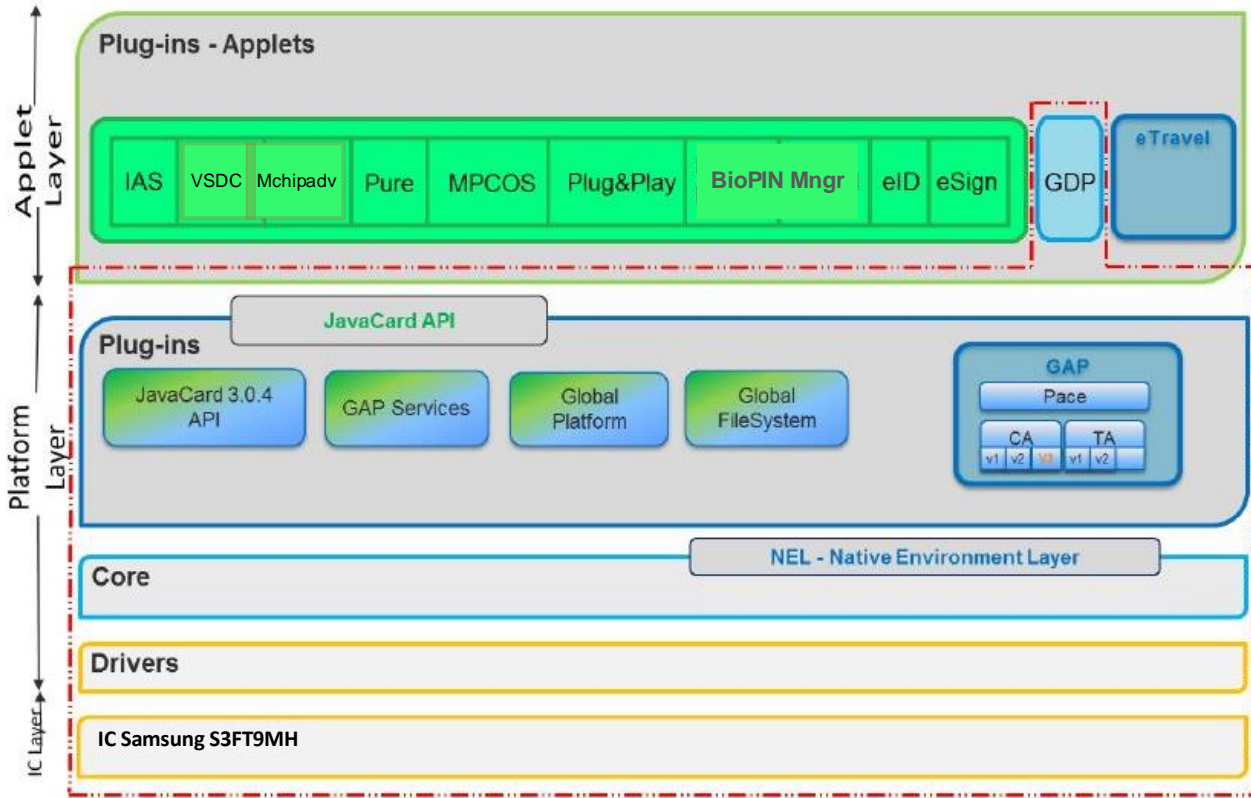 Plug-ins - Applets
Applet
Layer
IAS
VSDC
Mchipadv
Pure
MPCOS
Plug&Play
BioPIN Mngr
eID
eSign
GDP
eTravel
JavaCard API
Plug-ins
Platform
Layer
JavaCard 3.0.4
API
GAP Services
Global
Platform
Global
FileSystem
GAP
Pace
CA
TA
v1
v2
V3
v1
v2
NEL - Native Environment Layer
Core
Drivers
IC Layer
IC Samsung S3FT9MH